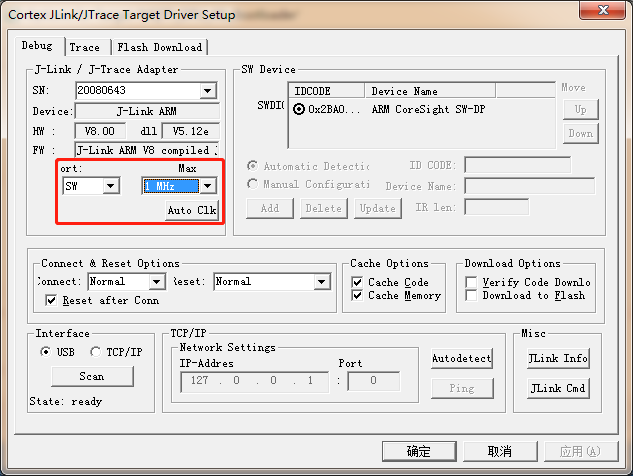 Cortex JLink/JTrace Target Driver Setup
Debug Trace Flash Download
J-Link / J-Trace Adapter
SN: 20080643
Device: J-Link ARM
HW : V8.00 dll V5.12e
FW : J-Link ARM V8 compiled J
ort: Max
SW 1 MHz
Auto Clk
SW Device
IDCODE Device Name
SWDI 0x2BA0... ARM CoreSight SW-DP
Move
Up
Down
Automatic Detectic
Manual Configurati
ID CODE:
Device Name:
Add Delete Update IR len:
Connect & Reset Options
onnect: Normal eset: Normal
Reset after Conn
Cache Options
Cache Code
Cache Memory
Download Options
Verify Code Downlo
Download to Flash
Interface
USB TCP/IP
Scan
State: ready
TCP/IP
Network Settings
IP-Addres Port
127 . 0 . 0 . 1 : 0
Autodetect
Ping
Misc
JLink Info
JLink Cmd
确定 取消 应用(A)